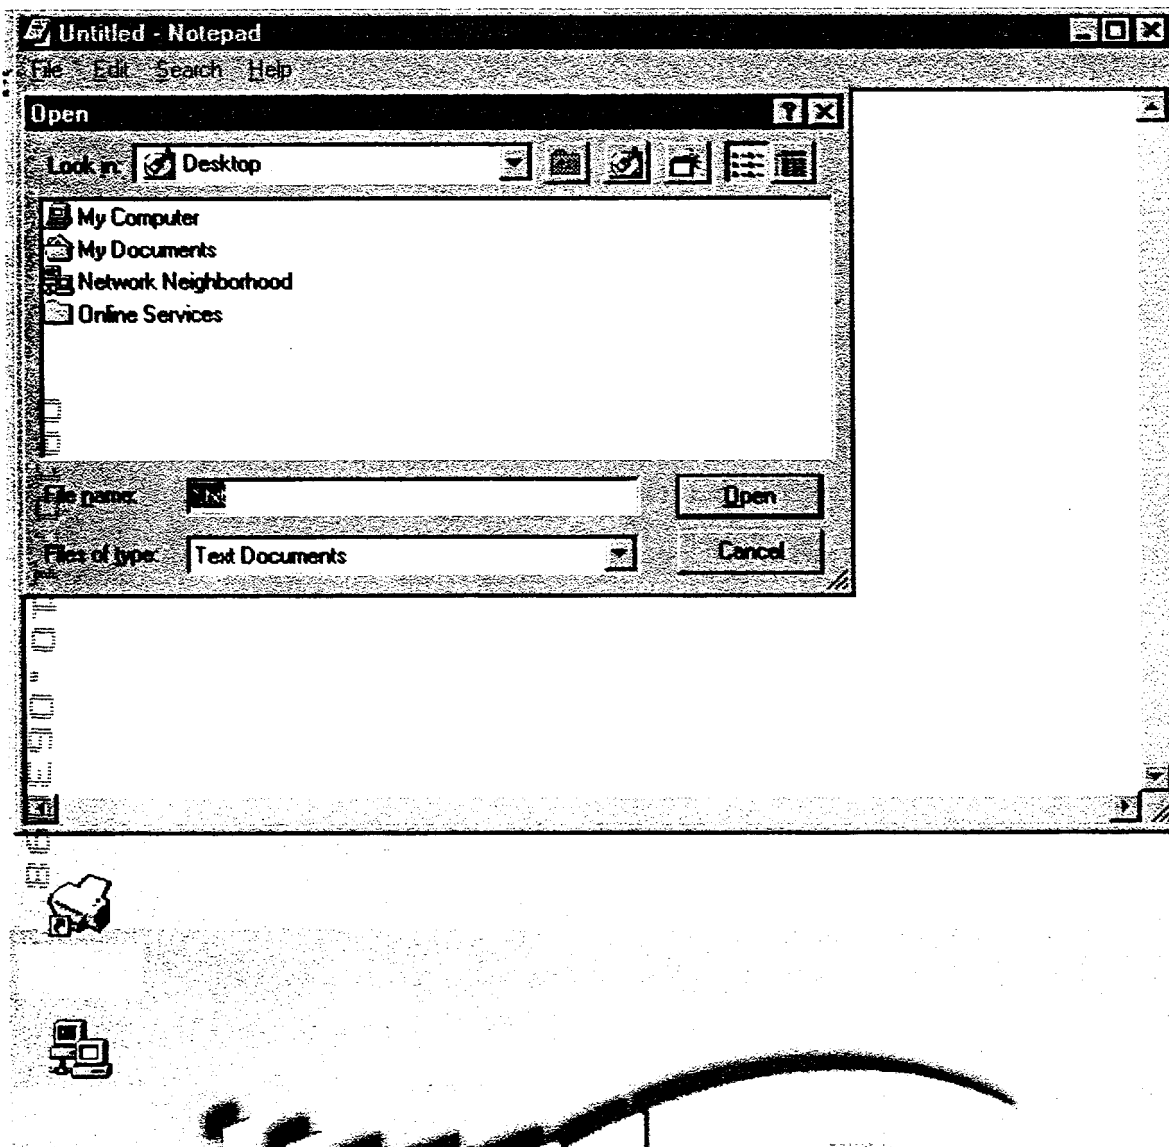 Untitled - Notepad
File Edit Search Help
Open
Look in: Desktop
My Computer
My Documents
Network Neighborhood
Online Services
File name:
Open
Files of type: Text Documents
Cancel